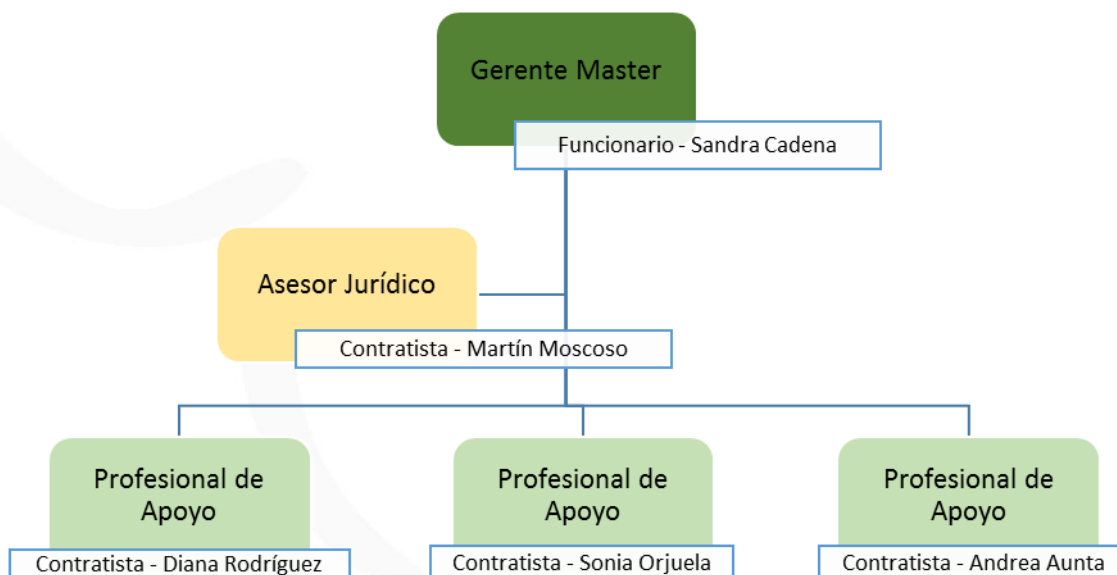 Gerente Master
Funcionario - Sandra Cadena
Asesor Jurídico
Contratista - Martín Moscoso
Profesional de
Apoyo
Contratista - Diana Rodríguez
Profesional de
Apoyo
Contratista - Sonia Orjuela
Profesional de
Apoyo
Contratista - Andrea Aunta